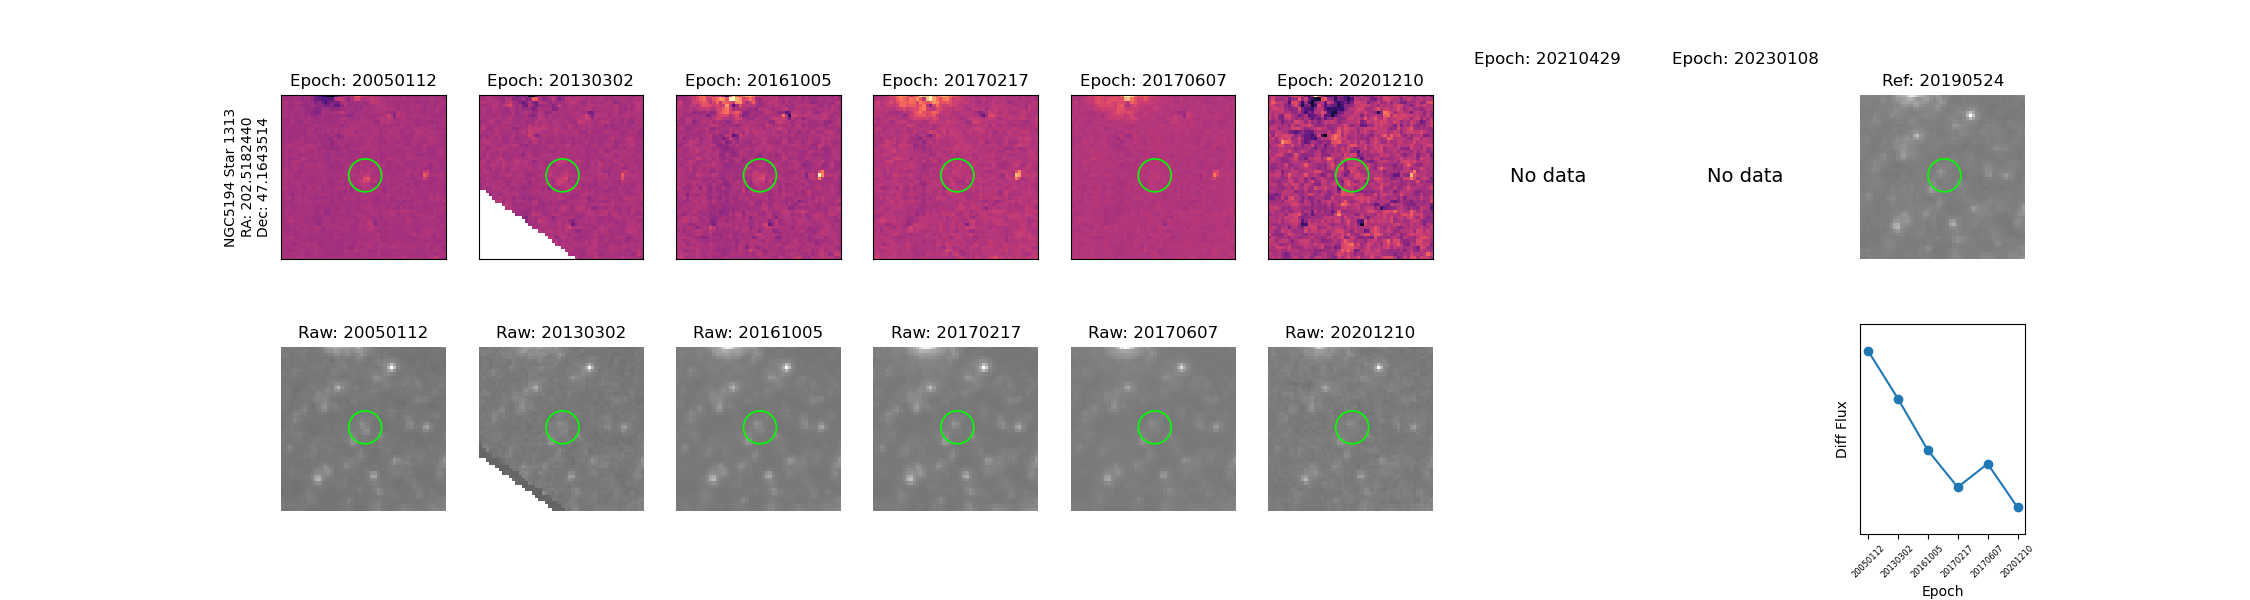 Epoch: 20050112
Epoch: 20130302
Epoch: 20161005
Epoch: 20170217
Epoch: 20170607
Epoch: 20201210
Epoch: 20210429
Epoch: 20230108
Ref: 20190524
NGC5194 Star 1313
RA: 202.5182440
Dec: 47.1643514
No data
No data
Raw: 20050112
Raw: 20130302
Raw: 20161005
Raw: 20170217
Raw: 20170607
Raw: 20201210
Diff Flux
20050112
20130302
20161005
20170217
20170607
20201210
Epoch